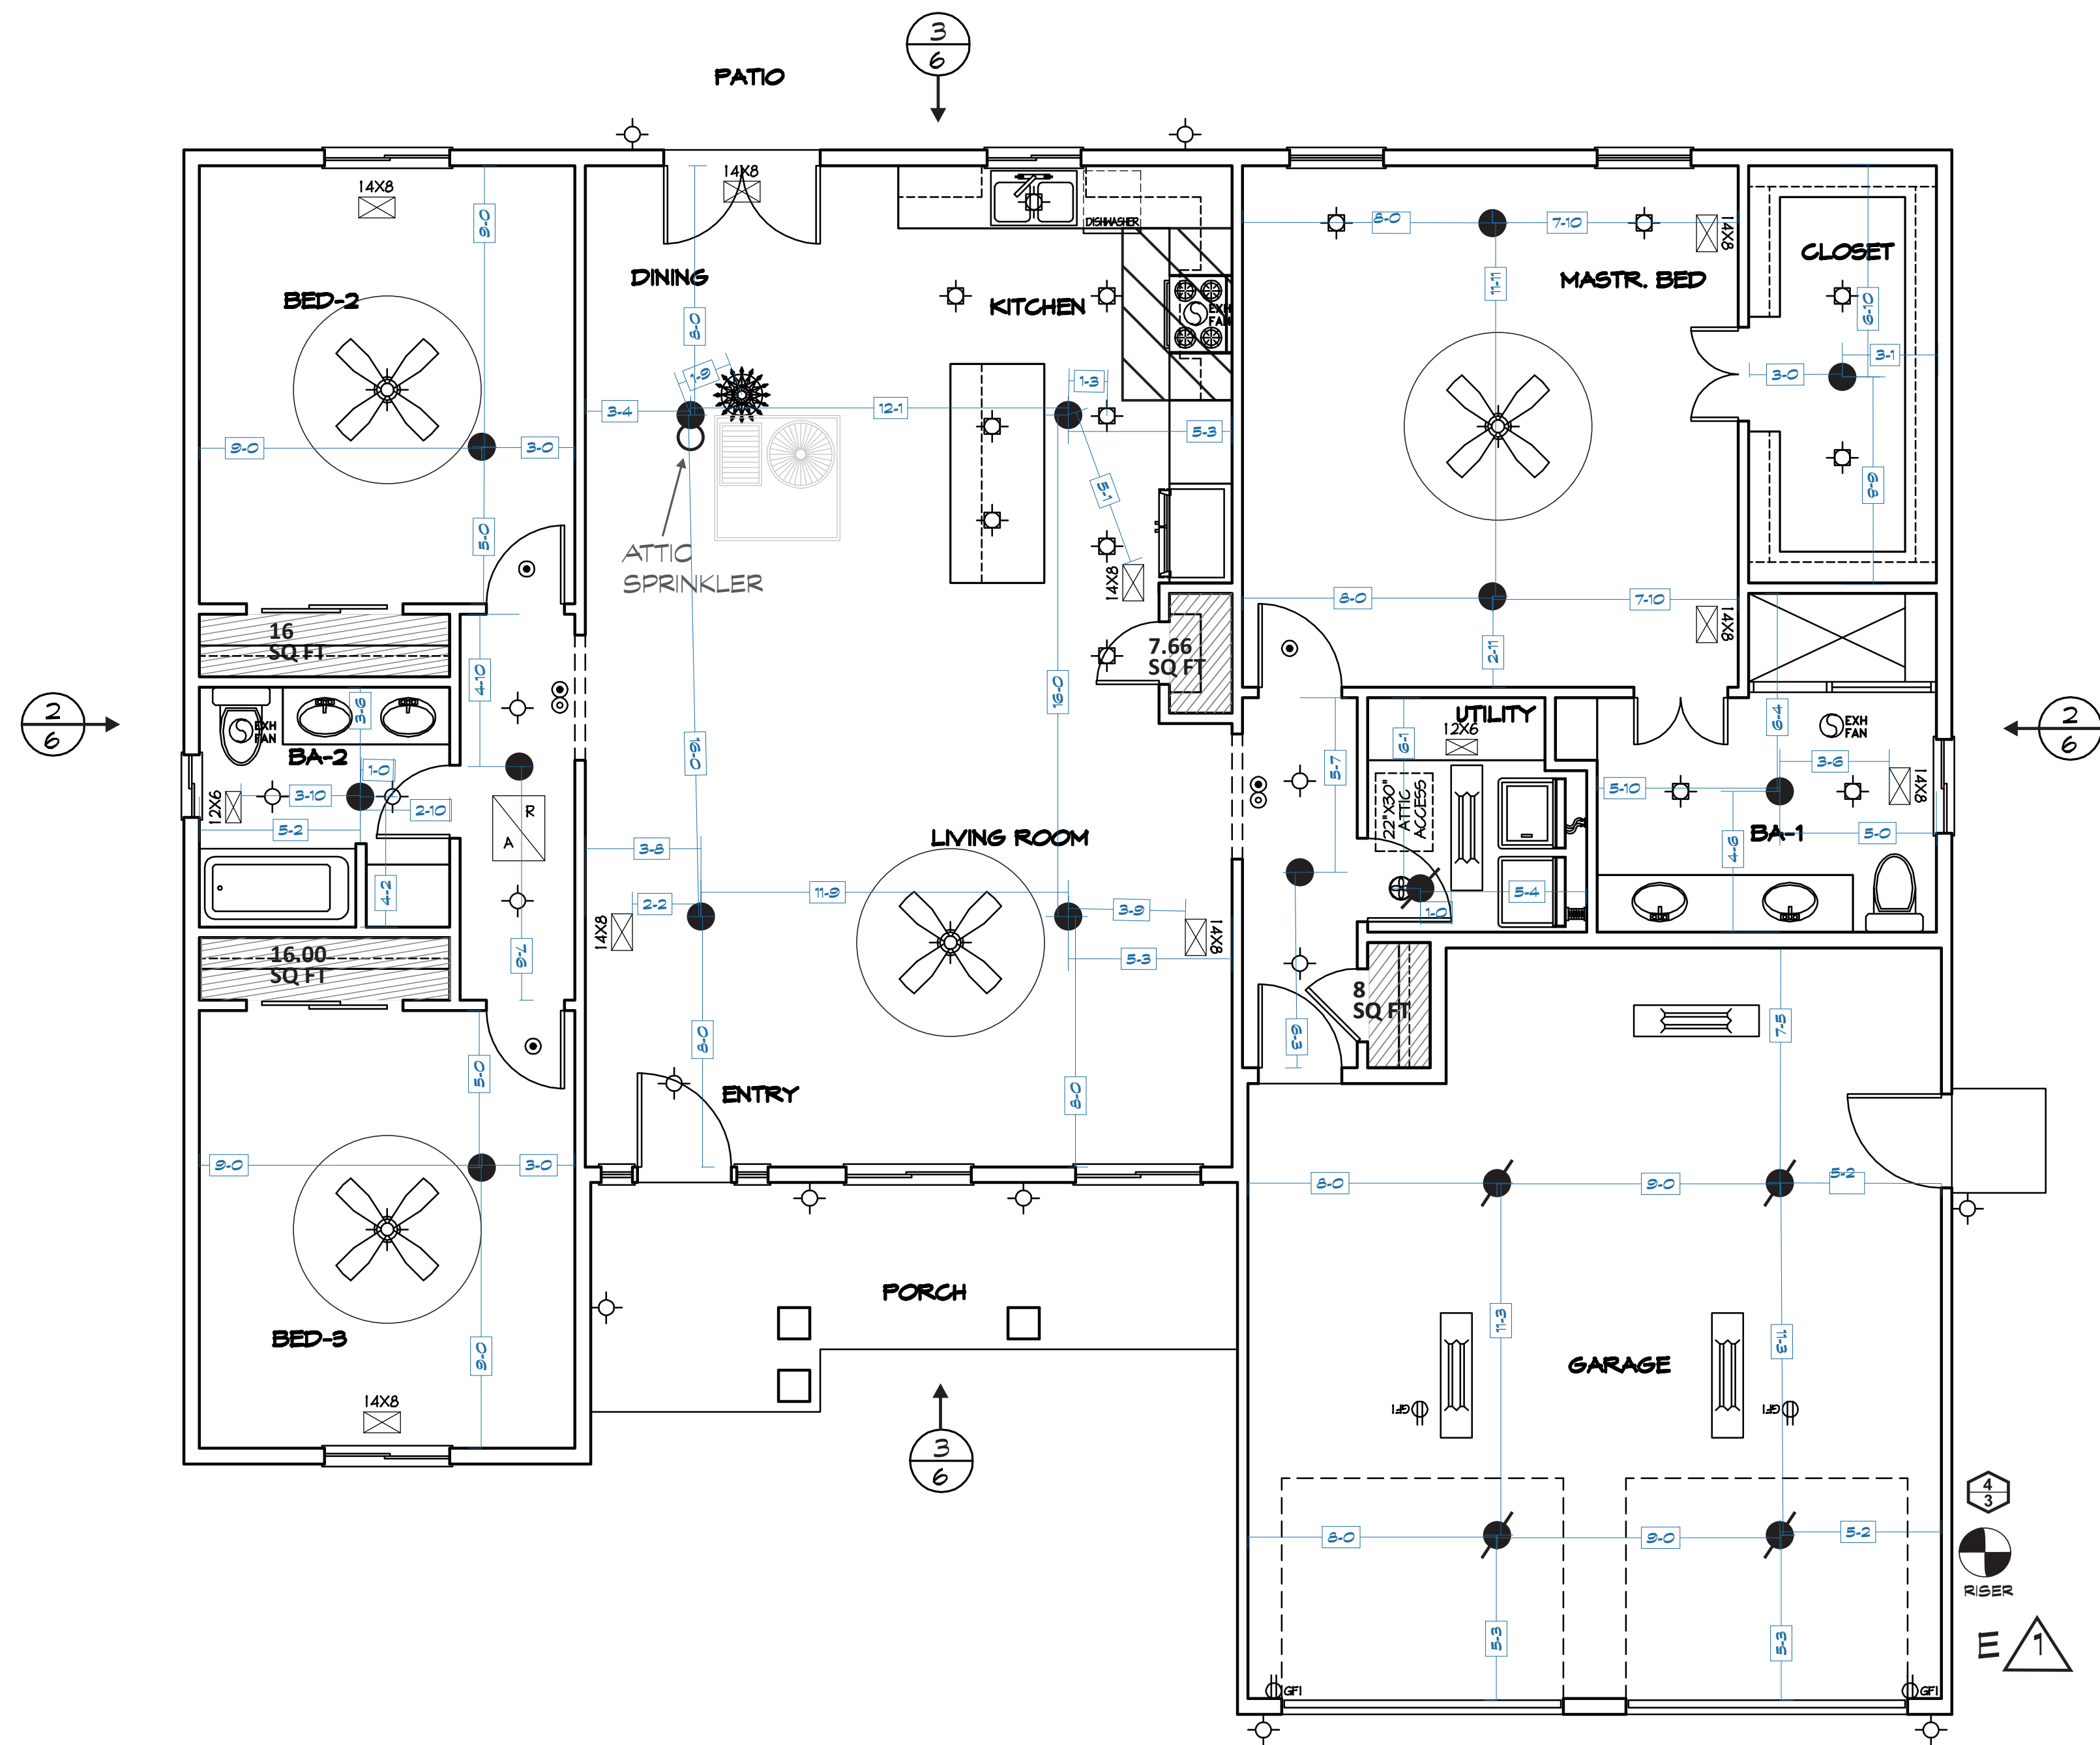 3
6
PATIO
14X8
14X8
9-0
8-0
7-10
14X8
DISHWASHER
CLOSET
DINING
BED-2
KITCHEN
MASTR. BED
11-11
6-10
EXH
FAN
8-0
1-9
1-3
3-1
3-0
3-4
12-1
5-3
9-0
3-0
5-1
6-8
5-0
ATTIC
SPRINKLER
14X8
8-0
7-10
14X8
16
SQ FT
7.66
SQ FT
2-11
4-10
16-0
2
6
3-6
EXH
FAN
BA-2
UTILITY
12X6
6-4
EXH
FAN
2
6
16-0
6-1
5-7
1-0
3-10
2-10
12X6
5-2
3-6
5-10
14X8
22"X30"
ATTIC
ACCESS
R
A
LIVING ROOM
BA-1
5-0
3-8
4-6
4-2
11-9
5-4
2-2
3-9
1-0
14X8
14X8
16.00
SQ FT
7-6
5-3
8
SQ FT
7-5
8-0
6-3
5-0
ENTRY
8-0
9-0
3-0
8-0
9-0
5-2
PORCH
11-3
11-3
BED-3
9-0
GARAGE
14X8
GFI
GFI
3
6
4
3
8-0
9-0
5-2
RISER
5-3
5-3
E
1
GFI
GFI